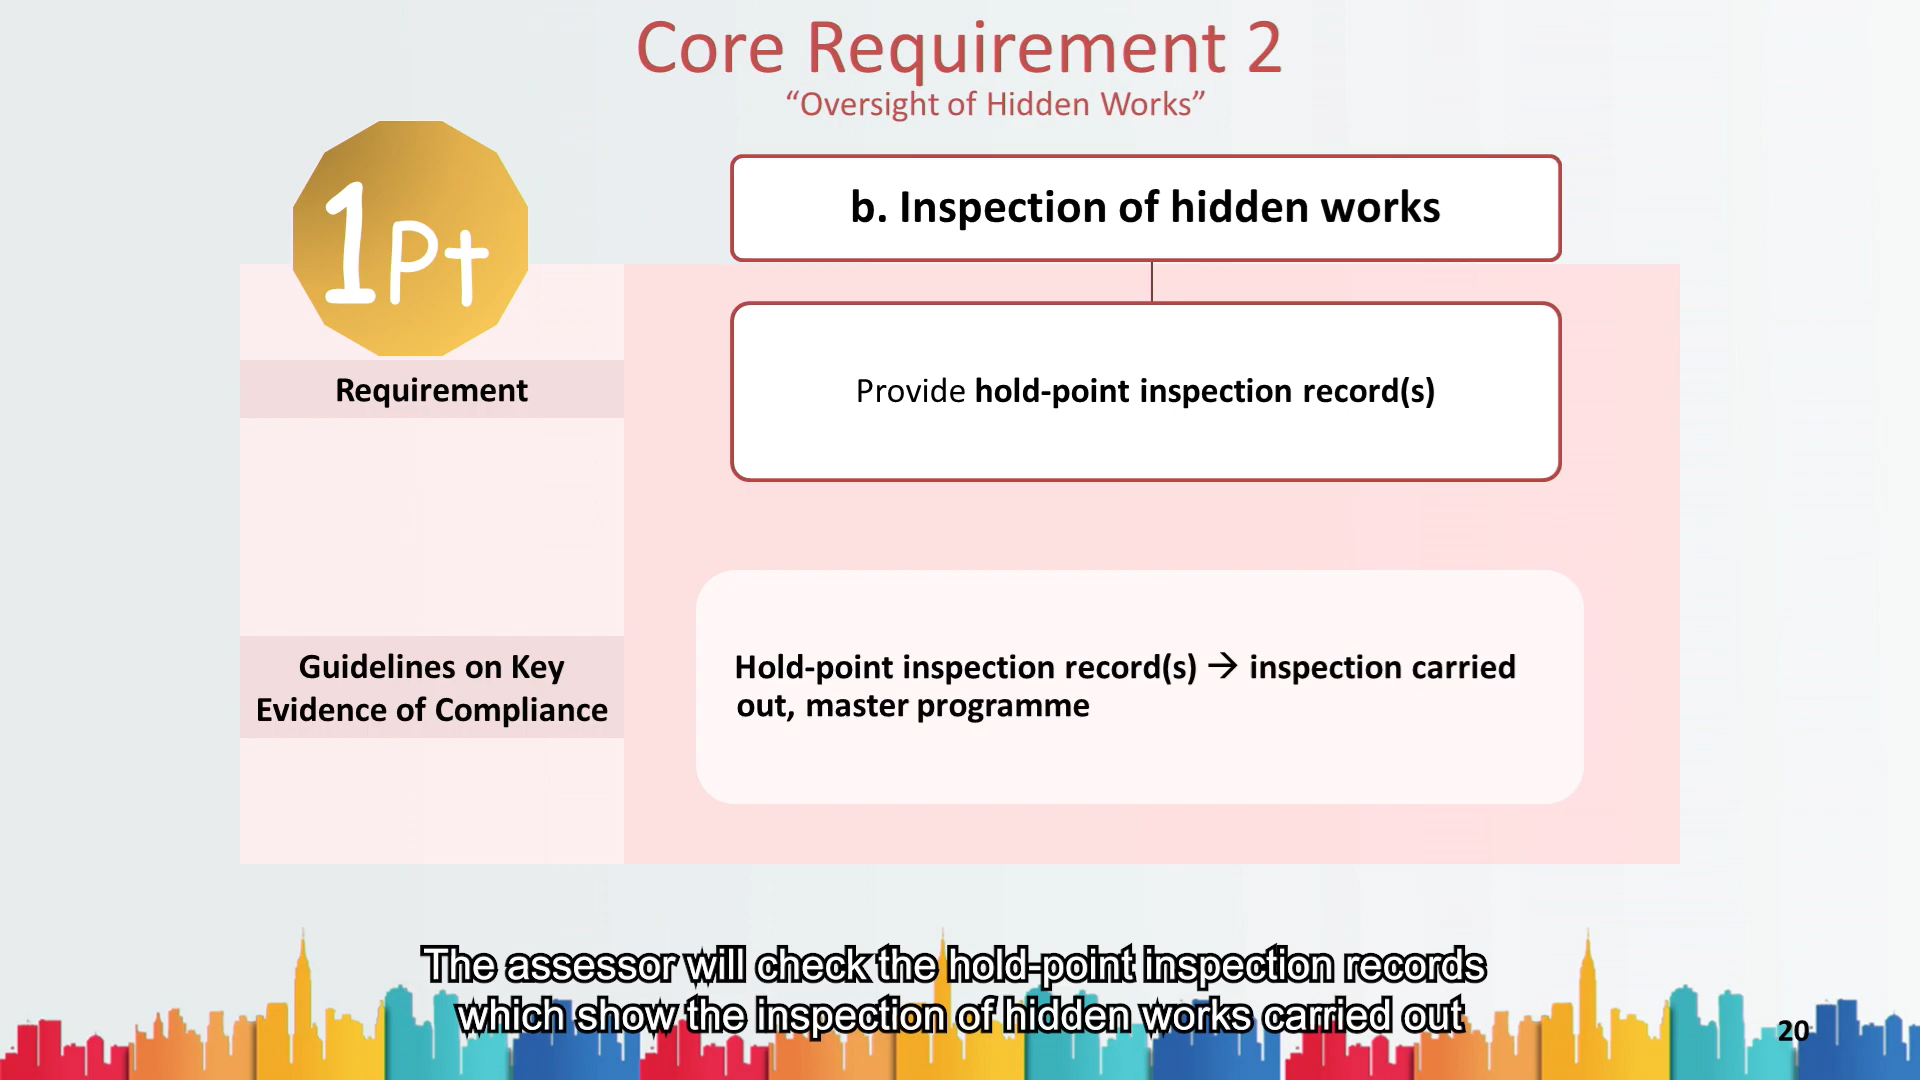 Core Requirement 2
“Oversight of Hidden Works”
1Pt
b. Inspection of hidden works
Requirement
Provide hold-point inspection record(s)
Guidelines on Key
Evidence of Compliance
Hold-point inspection record(s) → inspection carried
out, master programme
The assessor will check the hold-point inspection records
which show the inspection of hidden works carried out
20